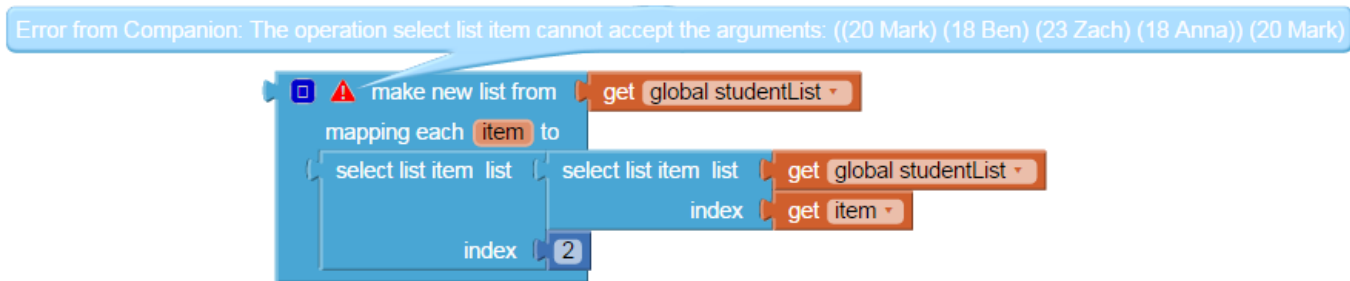 Error from Companion: The operation select list item cannot accept the arguments: ((20 Mark) (18 Ben) (23 Zach) (18 Anna)) (20 Mark)
make new list from get global studentList
mapping each item to
select list item list select list item list get global studentList
index get item
index 2